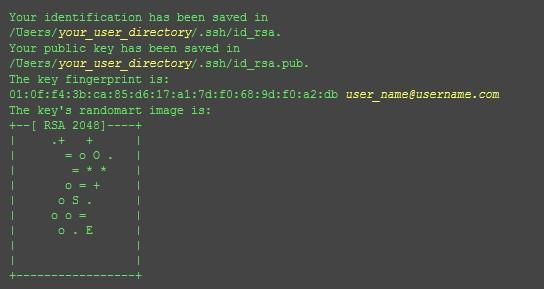 Your identification has been saved in
/Users/your_user_directory/.ssh/id_rsa.
Your public key has been saved in
/Users/your_user_directory/.ssh/id_rsa.pub.
The key fingerprint is:
01:0f:f4:3b:ca:85:d6:17:a1:7d:f0:68:9d:f0:a2:db user_name@username.com
The key's randomart image is:
+--[ RSA 2048]----+
|     .+   +      |
|       = o O .   |
|        = * *    |
|       o = +     |
|      o S .      |
|     o o =       |
|      o . E      |
|                 |
|                 |
+-----------------+